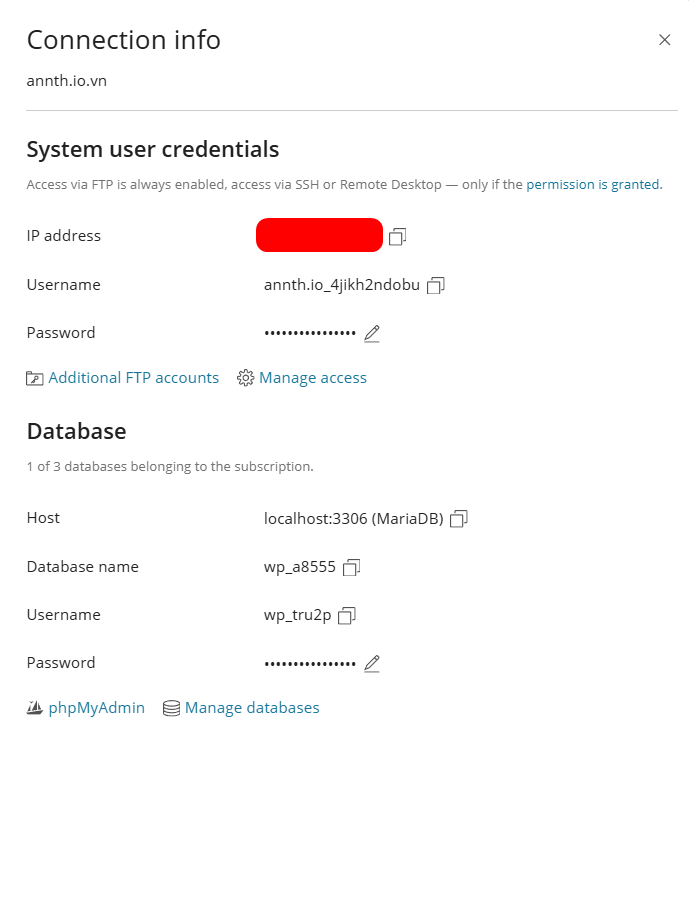 Connection info
annth.io.vn
System user credentials
Access via FTP is always enabled, access via SSH or Remote Desktop — only if the permission is granted.
IP address
Username annth.io_4jikh2ndobu
Password ••••••••••••••••
Additional FTP accounts Manage access
Database
1 of 3 databases belonging to the subscription.
Host localhost:3306 (MariaDB)
Database name wp_a8555
Username wp_tru2p
Password ••••••••••••••••
phpMyAdmin Manage databases